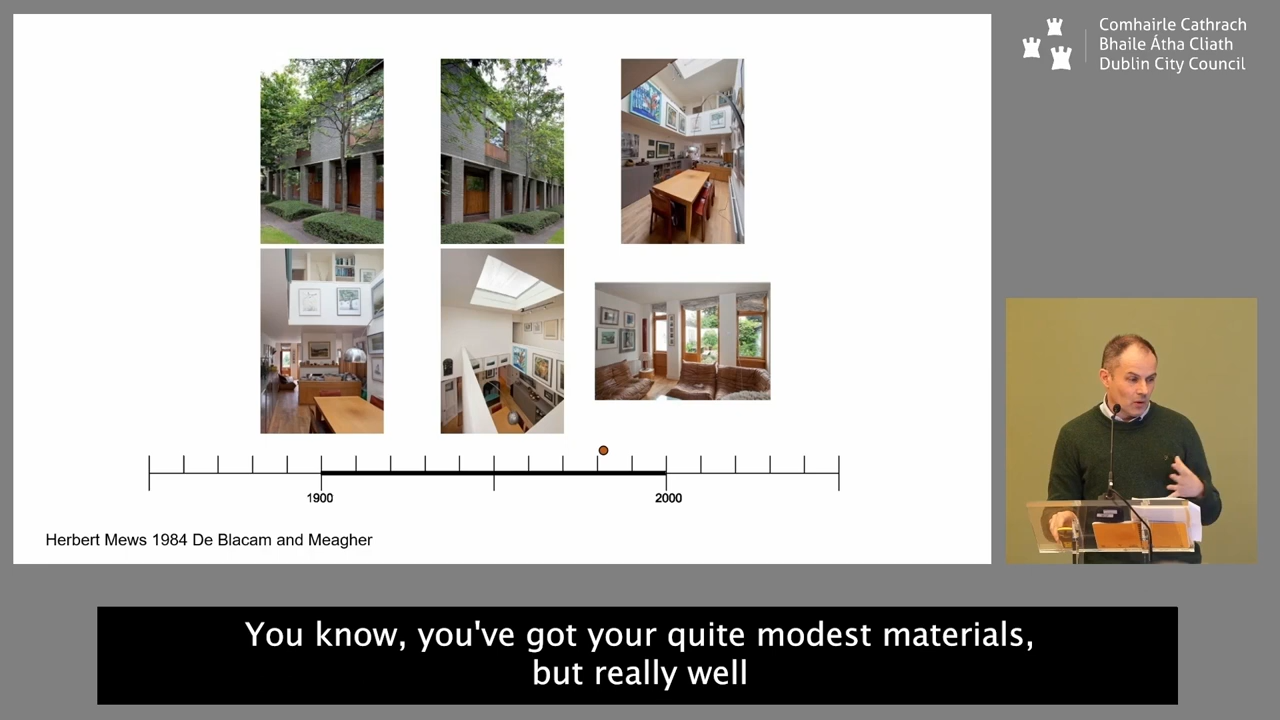 Comhairle Cathrach
Bhaile Átha Cliath
Dublin City Council
1900
2000
Herbert Mews 1984 De Blacam and Meagher
You know, you've got your quite modest materials,
but really well